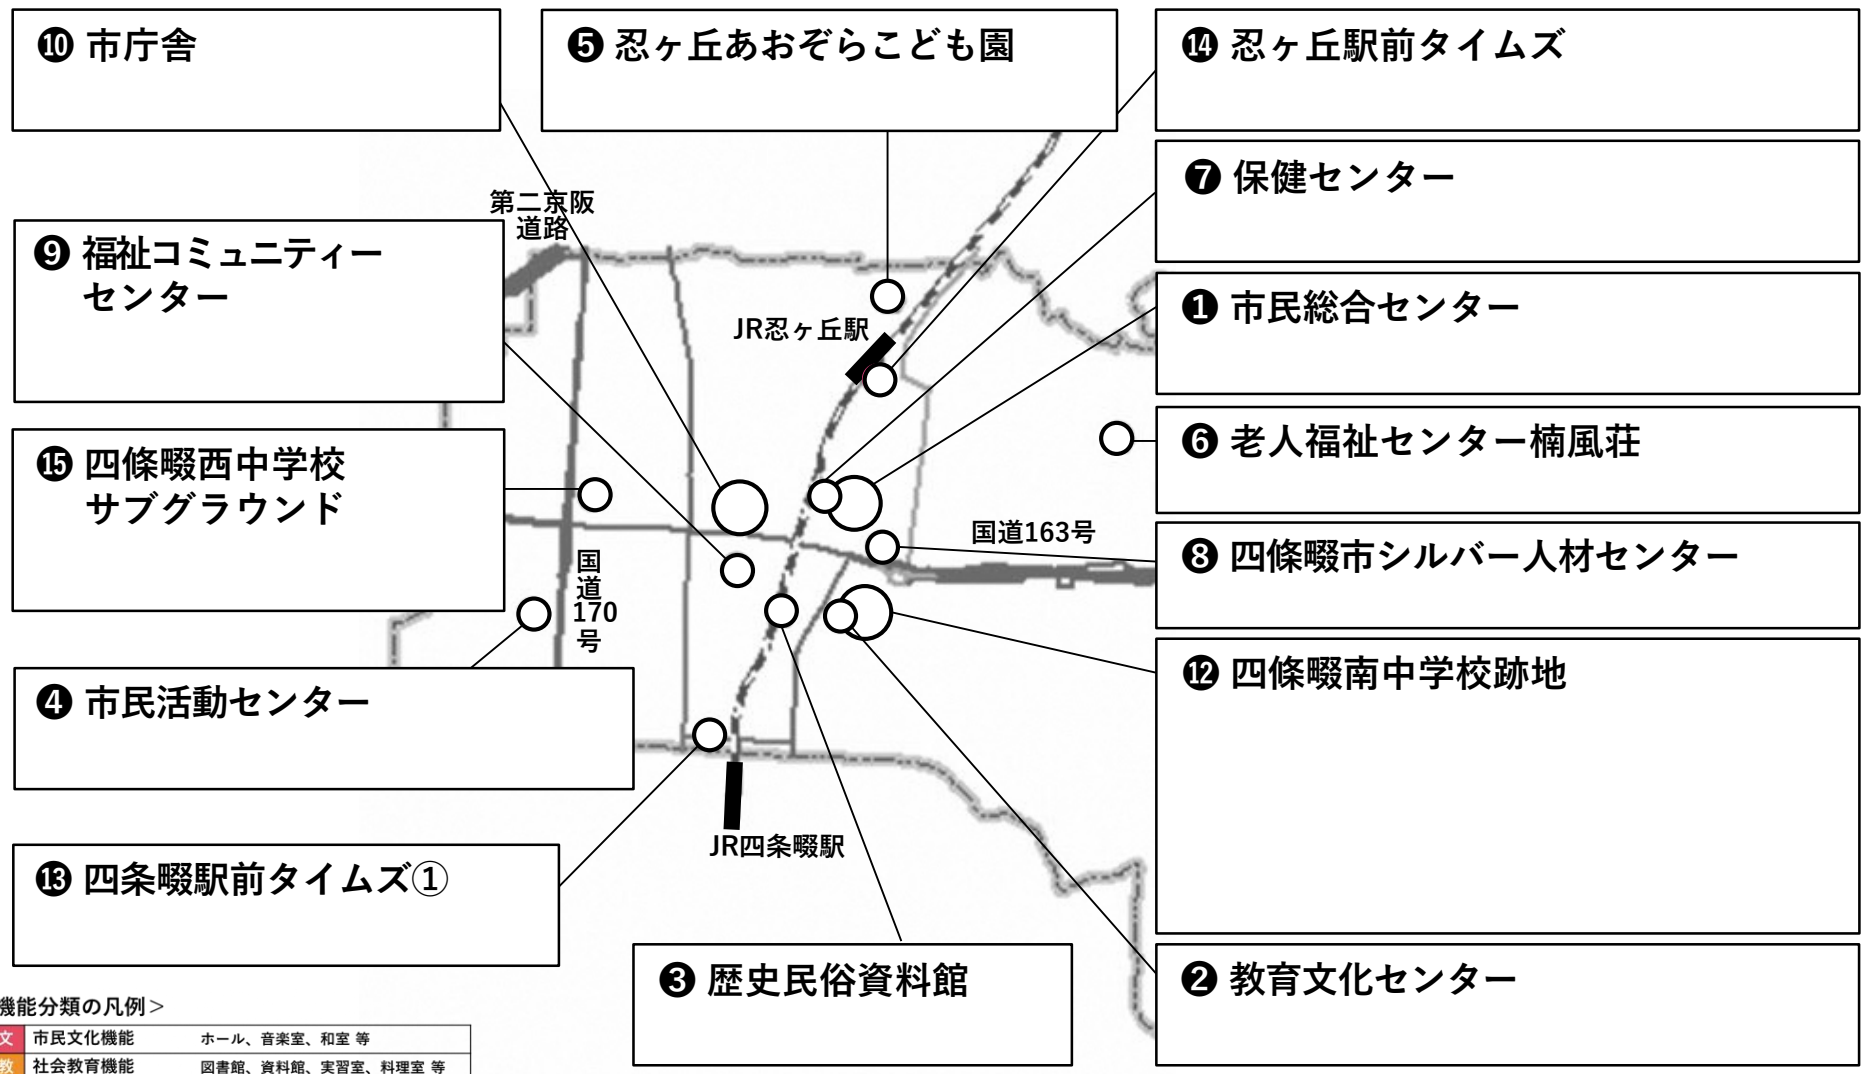 ❿ 市庁舎
❺ 忍ヶ丘あおぞらこども園
⓮ 忍ヶ丘駅前タイムズ
❼ 保健センター
第二京阪
道路
❾ 福祉コミュニティー
センター
❶ 市民総合センター
JR忍ヶ丘駅
❻ 老人福祉センター楠風荘
⓯ 四條畷西中学校
サブグラウンド
国道163号
❽ 四條畷市シルバー人材センター
国
道
170
号
⓬ 四條畷南中学校跡地
❹ 市民活動センター
JR四条畷駅
⓭ 四条畷駅前タイムズ①
❸ 歴史民俗資料館
❷ 教育文化センター
機能分類の凡例＞
文 市民文化機能 ホール、音楽室、和室 等
教 社会教育機能 図書館、資料館、実習室、料理室 等